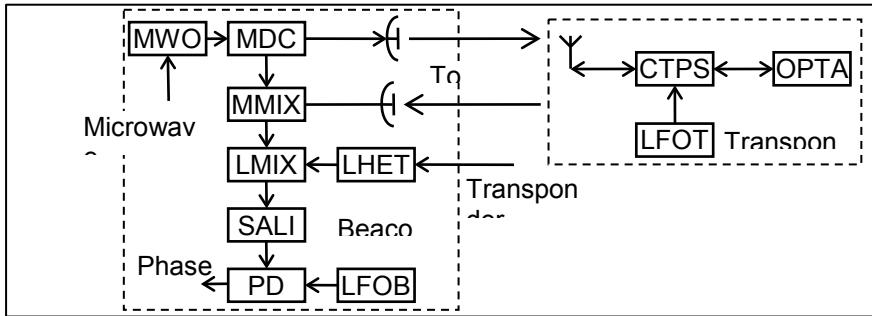 MWO
MDC
To
CTPS
OPTA
MMIX
Microwav
LFOT
Transpon
LMIX
LHET
Transpon
SALI
Beaco
Phase
PD
LFOB